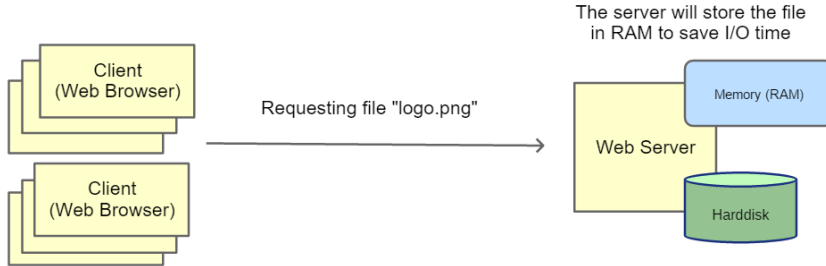 The server will store the file
in RAM to save I/O time
Client
(Web Browser)
Requesting file "logo.png"
Memory (RAM)
Web Server
Client
(Web Browser)
Harddisk